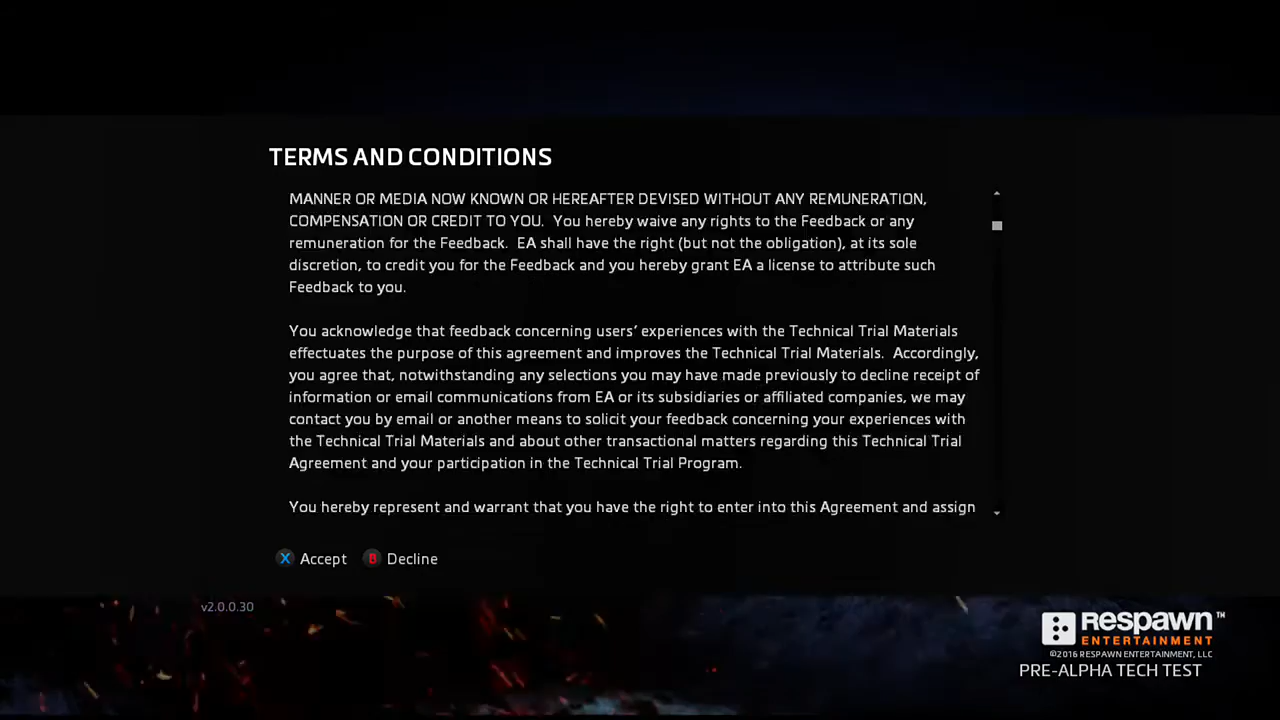 TERMS AND CONDITIONS
MANNER OR MEDIA NOW KNOWN OR HEREAFTER DEVISED WITHOUT ANY REMUNERATION,
COMPENSATION OR CREDIT TO YOU.  You hereby waive any rights to the Feedback or any
remuneration for the Feedback.  EA shall have the right (but not the obligation), at its sole
discretion, to credit you for the Feedback and you hereby grant EA a license to attribute such
Feedback to you.
You acknowledge that feedback concerning users’ experiences with the Technical Trial Materials
effectuates the purpose of this agreement and improves the Technical Trial Materials.  Accordingly,
you agree that, notwithstanding any selections you may have made previously to decline receipt of
information or email communications from EA or its subsidiaries or affiliated companies, we may
contact you by email or another means to solicit your feedback concerning your experiences with
the Technical Trial Materials and about other transactional matters regarding this Technical Trial
Agreement and your participation in the Technical Trial Program.
You hereby represent and warrant that you have the right to enter into this Agreement and assign
X Accept B Decline
v2.0.0.30
Respawn™
ENTERTAINMENT
©2016 RESPAWN ENTERTAINMENT, LLC
PRE-ALPHA TECH TEST